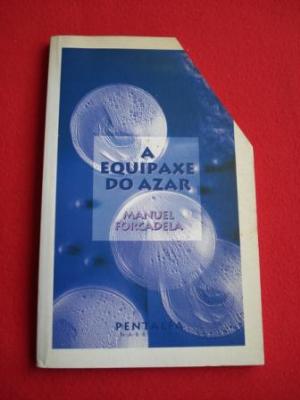 A
EQUIPAXE
DO AZAR
MANUEL
FORCADELA
PENTALFA